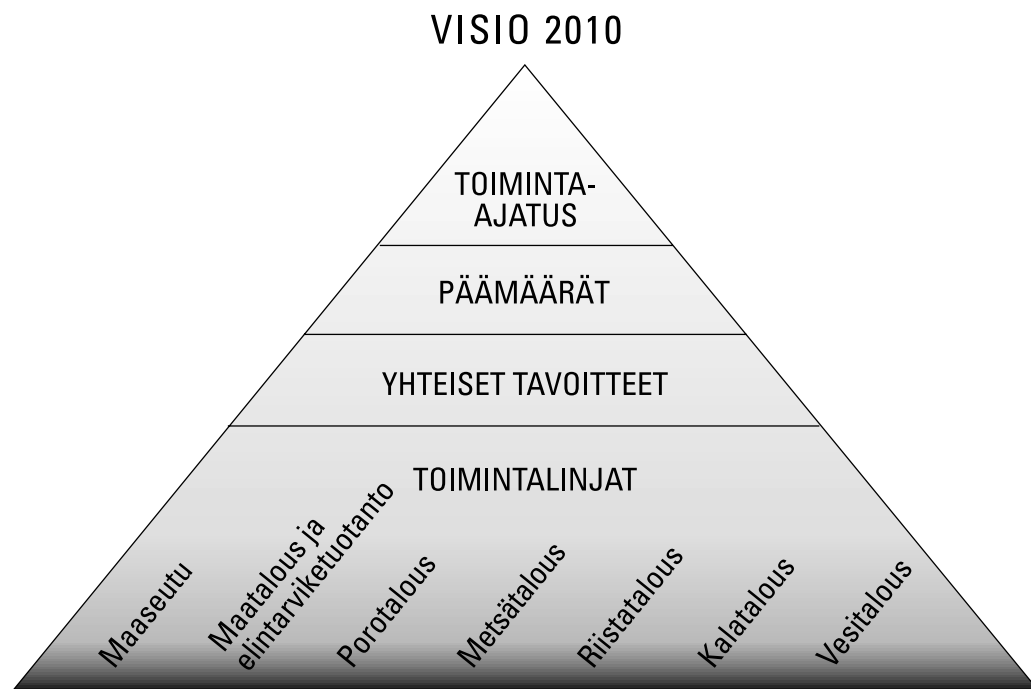 VISIO 2010
TOIMINTA-
AJATUS
PÄÄMÄÄRÄT
YHTEISET TAVOITTEET
TOIMINTALINJAT
Maaseutu
Maatalous ja
elintarviketuotanto
Porotalous
Metsätalous
Riistatalous
Kalatalous
Vesitalous